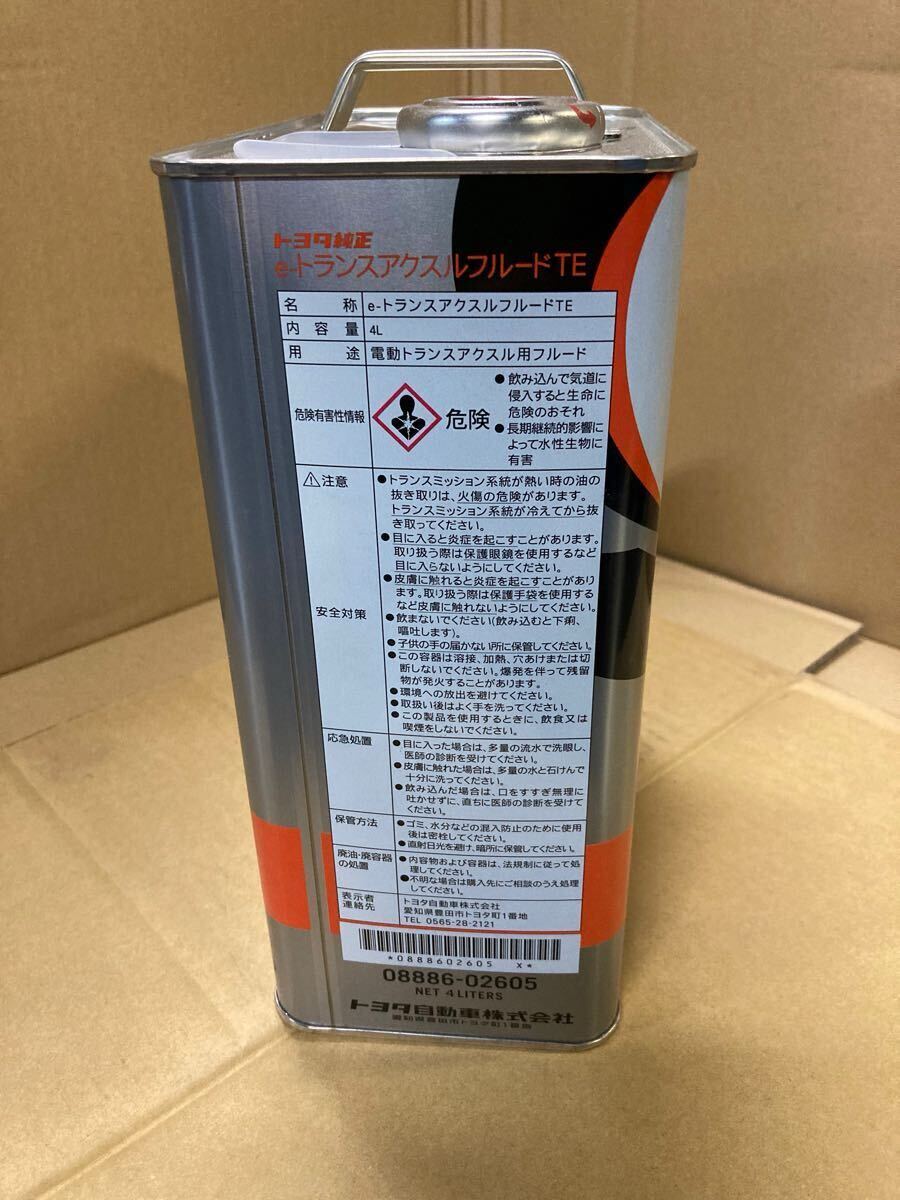 トヨタ純正
e-トランスアクスルフルードTE
名称 e-トランスアクスルフルードTE
内容量 4L
用途 電動トランスアクスル用フルード
危険有害性情報
危険
●飲み込んで気道に
侵入すると生命に
危険のおそれ
●長期継続的影響に
よって水性生物に
有害
⚠注意
安全対策
●トランスミッション系統が熱い時の油の
抜き取りは、火傷の危険があります。
トランスミッション系統が冷えてから抜
き取ってください。
●目に入ると炎症を起こすことがあります。
取り扱う際は保護眼鏡を使用するなど
目に入らないようにしてください。
●皮膚に触れると炎症を起こすことがあり
ます。取り扱う際は保護手袋を使用する
など皮膚に触れないようにしてください。
●飲まないでください(飲み込むと下痢、
嘔吐します)。
●子供の手の届かない所に保管してください。
●この容器は溶接、加熱、穴あけまたは切
断しないでください。爆発を伴って残留
物が発火することがあります。
●環境への放出を避けてください。
●取扱い後はよく手を洗ってください。
●この製品を使用するときに、飲食又は
喫煙をしないでください。
応急処置
●目に入った場合は、多量の流水で洗眼し、
医師の診断を受けてください。
●皮膚に触れた場合は、多量の水と石けんで
十分に洗ってください。
●飲み込んだ場合は、口をすすぎ無理に
吐かせずに、直ちに医師の診断を受けて
ください。
保管方法
●ゴミ、水分などの混入防止のために使用
後は密栓してください。
●直射日光を避け、暗所に保管してください。
廃油・廃容器
の処置
●内容物および容器は、法規制に従って処
理してください。
●不明な場合は購入先にご相談のうえ処理
してください。
表示者
連絡先
トヨタ自動車株式会社
愛知県豊田市トヨタ町1番地
TEL 0565-28-2121
*0888602605 X*
08886-02605
NET 4 LITERS
トヨタ自動車株式会社
愛知県豊田市トヨタ町1番地